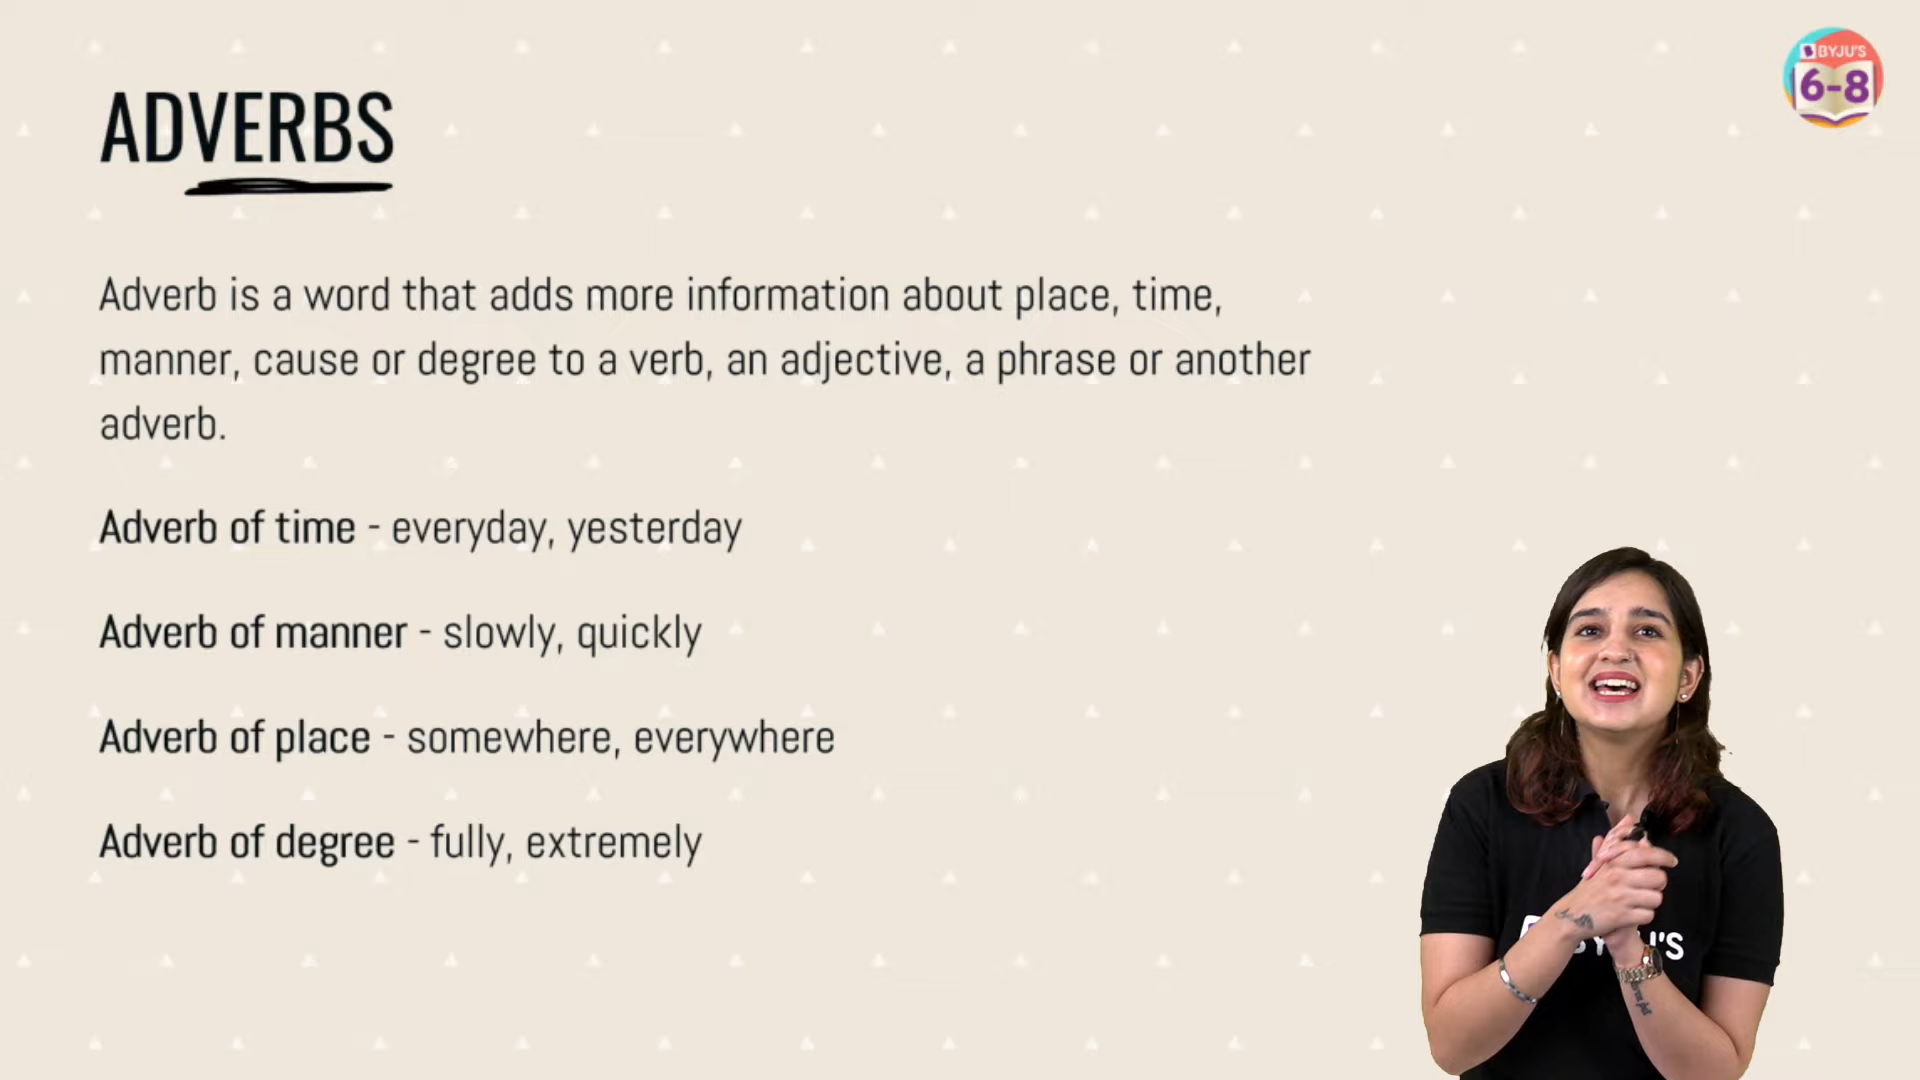 BYJU'S
6-8
ADVERBS
Adverb is a word that adds more information about place, time,
manner, cause or degree to a verb, an adjective, a phrase or another
adverb.
Adverb of time - everyday, yesterday
Adverb of manner - slowly, quickly
Adverb of place - somewhere, everywhere
Adverb of degree - fully, extremely